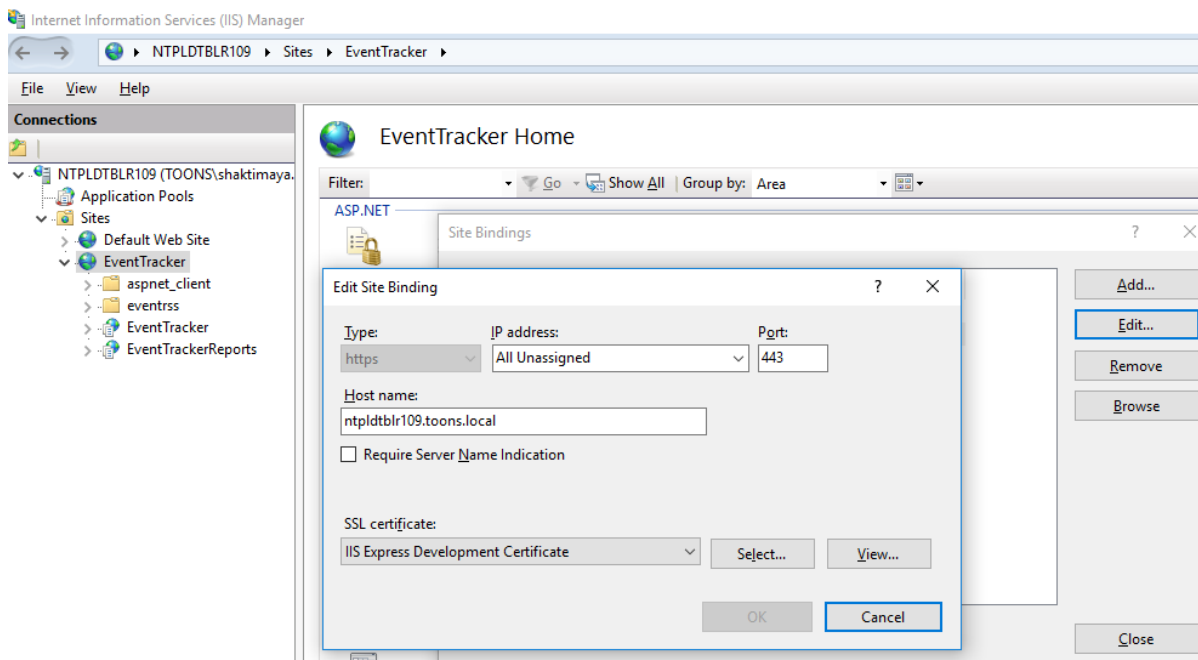 Internet Information Services (IIS) Manager
NTPLDTBLR109 Sites EventTracker
File View Help
Connections
NTPLDTBLR109 (TOONS\shaktimaya.
Application Pools
Sites
Default Web Site
EventTracker
aspnet_client
eventrss
EventTracker
EventTrackerReports
EventTracker Home
Filter: Go Show All Group by: Area
ASP.NET
Site Bindings ?
Add...
Edit...
Remove
Browse
Close
Edit Site Binding ?
Type: IP address: Port:
https All Unassigned 443
Host name:
ntpldtblr109.toons.local
Require Server Name Indication
SSL certificate:
IIS Express Development Certificate Select... View...
OK Cancel